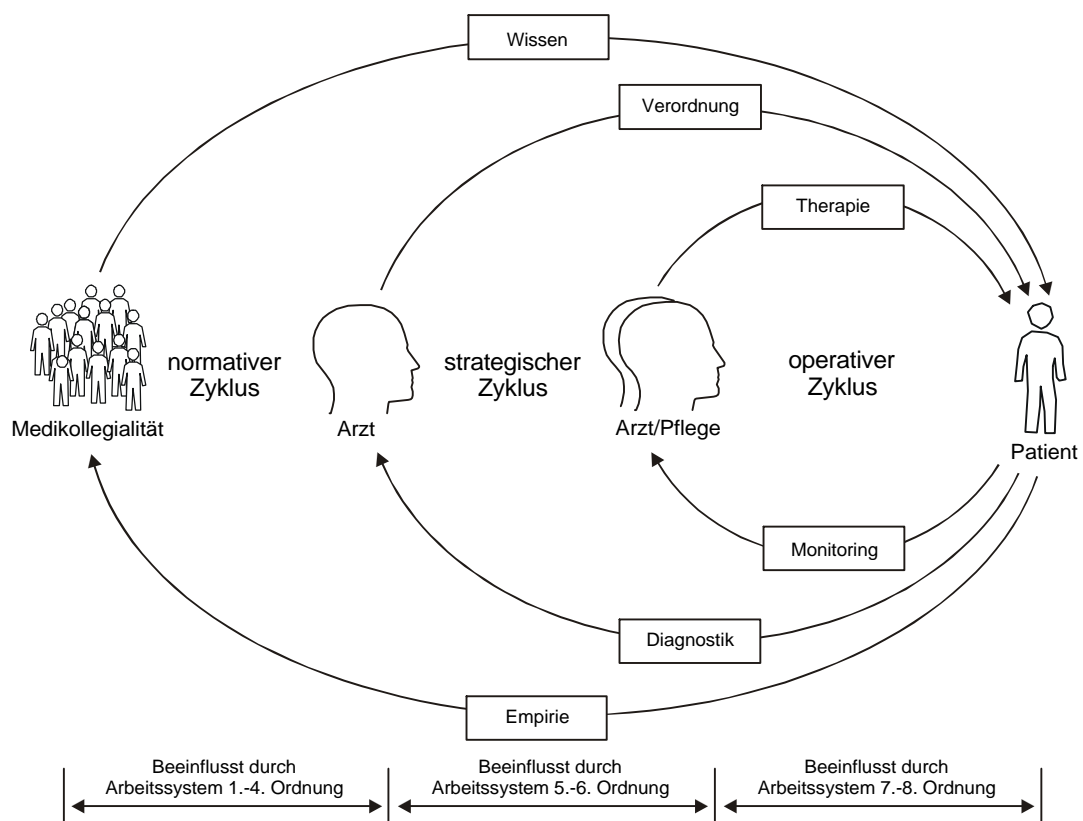 Wissen
Verordnung
Therapie
normativer
Zyklus
strategischer
Zyklus
operativer
Zyklus
Medikollegialität
Arzt
Arzt/Pflege
Patient
Monitoring
Diagnostik
Empirie
Beeinflusst durch
Arbeitssystem 1.-4. Ordnung
Beeinflusst durch
Arbeitssystem 5.-6. Ordnung
Beeinflusst durch
Arbeitssystem 7.-8. Ordnung